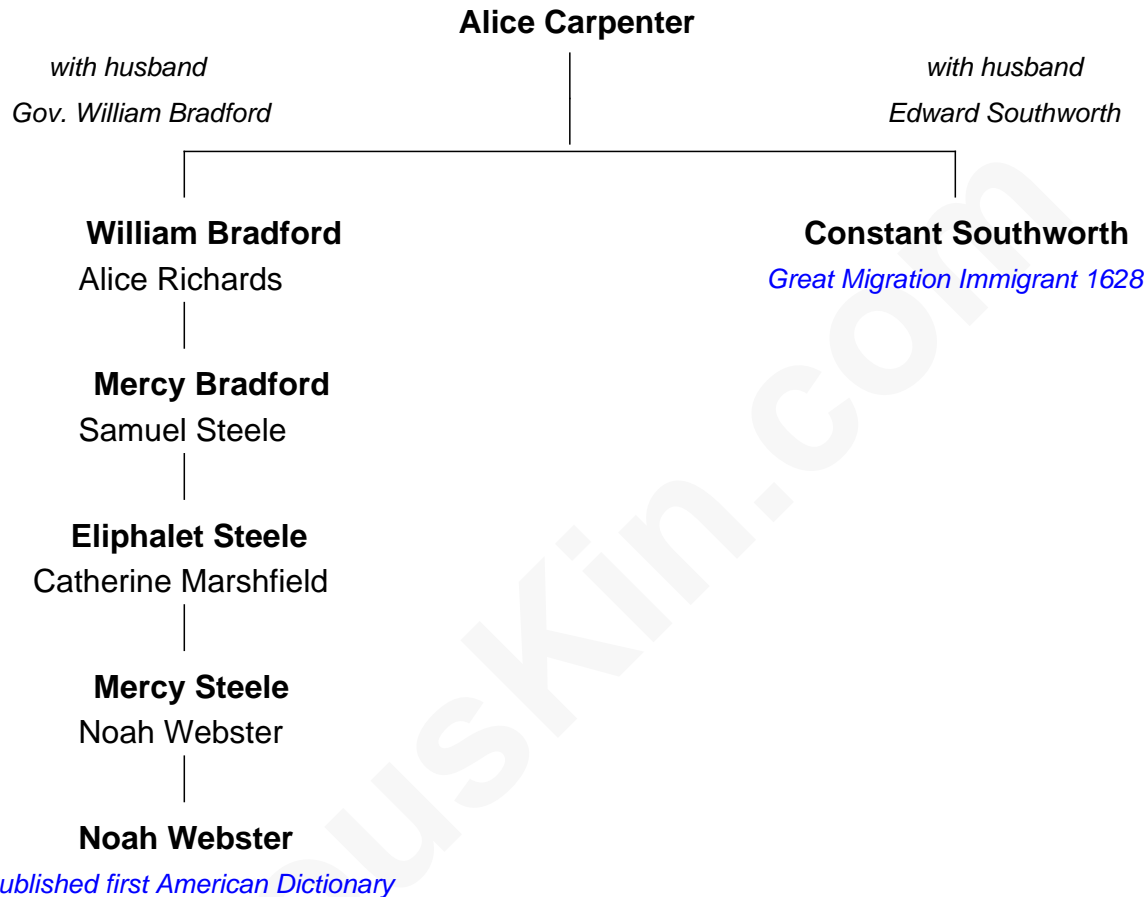 Alice Carpenter
with husband
Gov. William Bradford
with husband
Edward Southworth
William Bradford
Alice Richards
Constant Southworth
Great Migration Immigrant 1628
Mercy Bradford
Samuel Steele
Eliphalet Steele
Catherine Marshfield
Mercy Steele
Noah Webster
Noah Webster
ublished first American Dictionary
ouskin.com